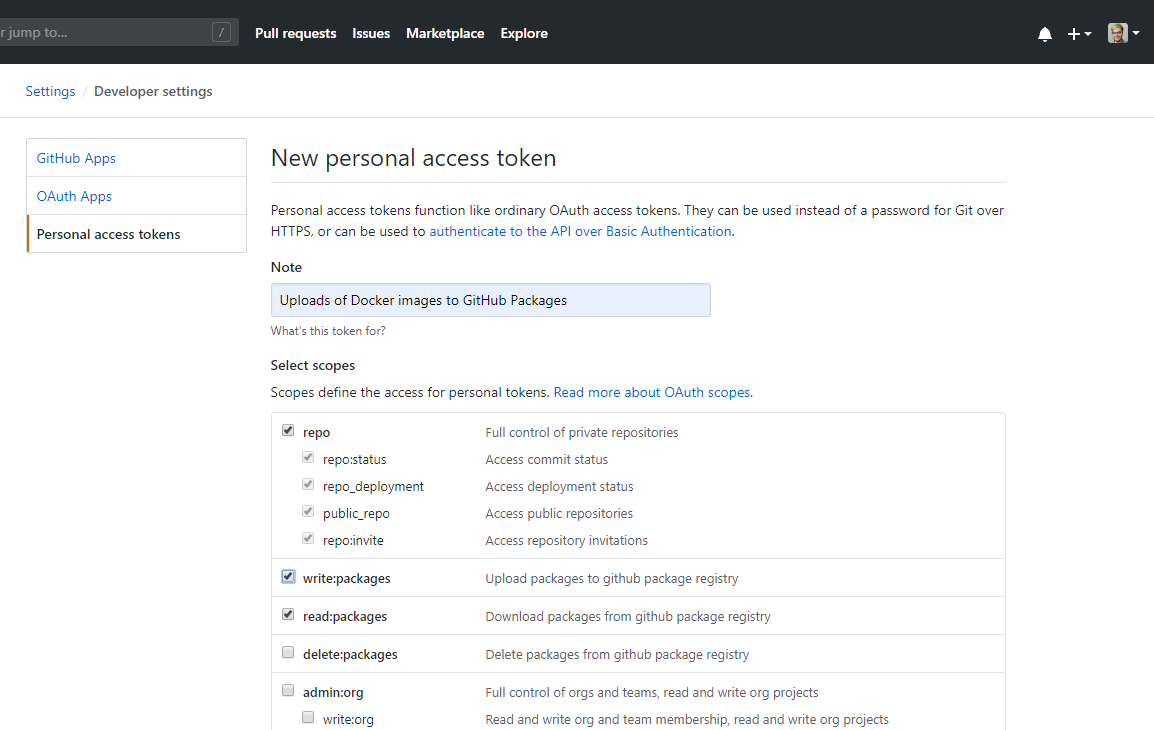 r jump to... /
Pull requests Issues Marketplace Explore
Settings / Developer settings
GitHub Apps
OAuth Apps
Personal access tokens
New personal access token
Personal access tokens function like ordinary OAuth access tokens. They can be used instead of a password for Git over
HTTPS, or can be used to authenticate to the API over Basic Authentication.
Note
Uploads of Docker images to GitHub Packages
What's this token for?
Select scopes
Scopes define the access for personal tokens. Read more about OAuth scopes.
repo Full control of private repositories
repo:status Access commit status
repo_deployment Access deployment status
public_repo Access public repositories
repo:invite Access repository invitations
write:packages Upload packages to github package registry
read:packages Download packages from github package registry
delete:packages Delete packages from github package registry
admin:org Full control of orgs and teams, read and write org projects
write:org Read and write org and team membership, read and write org projects